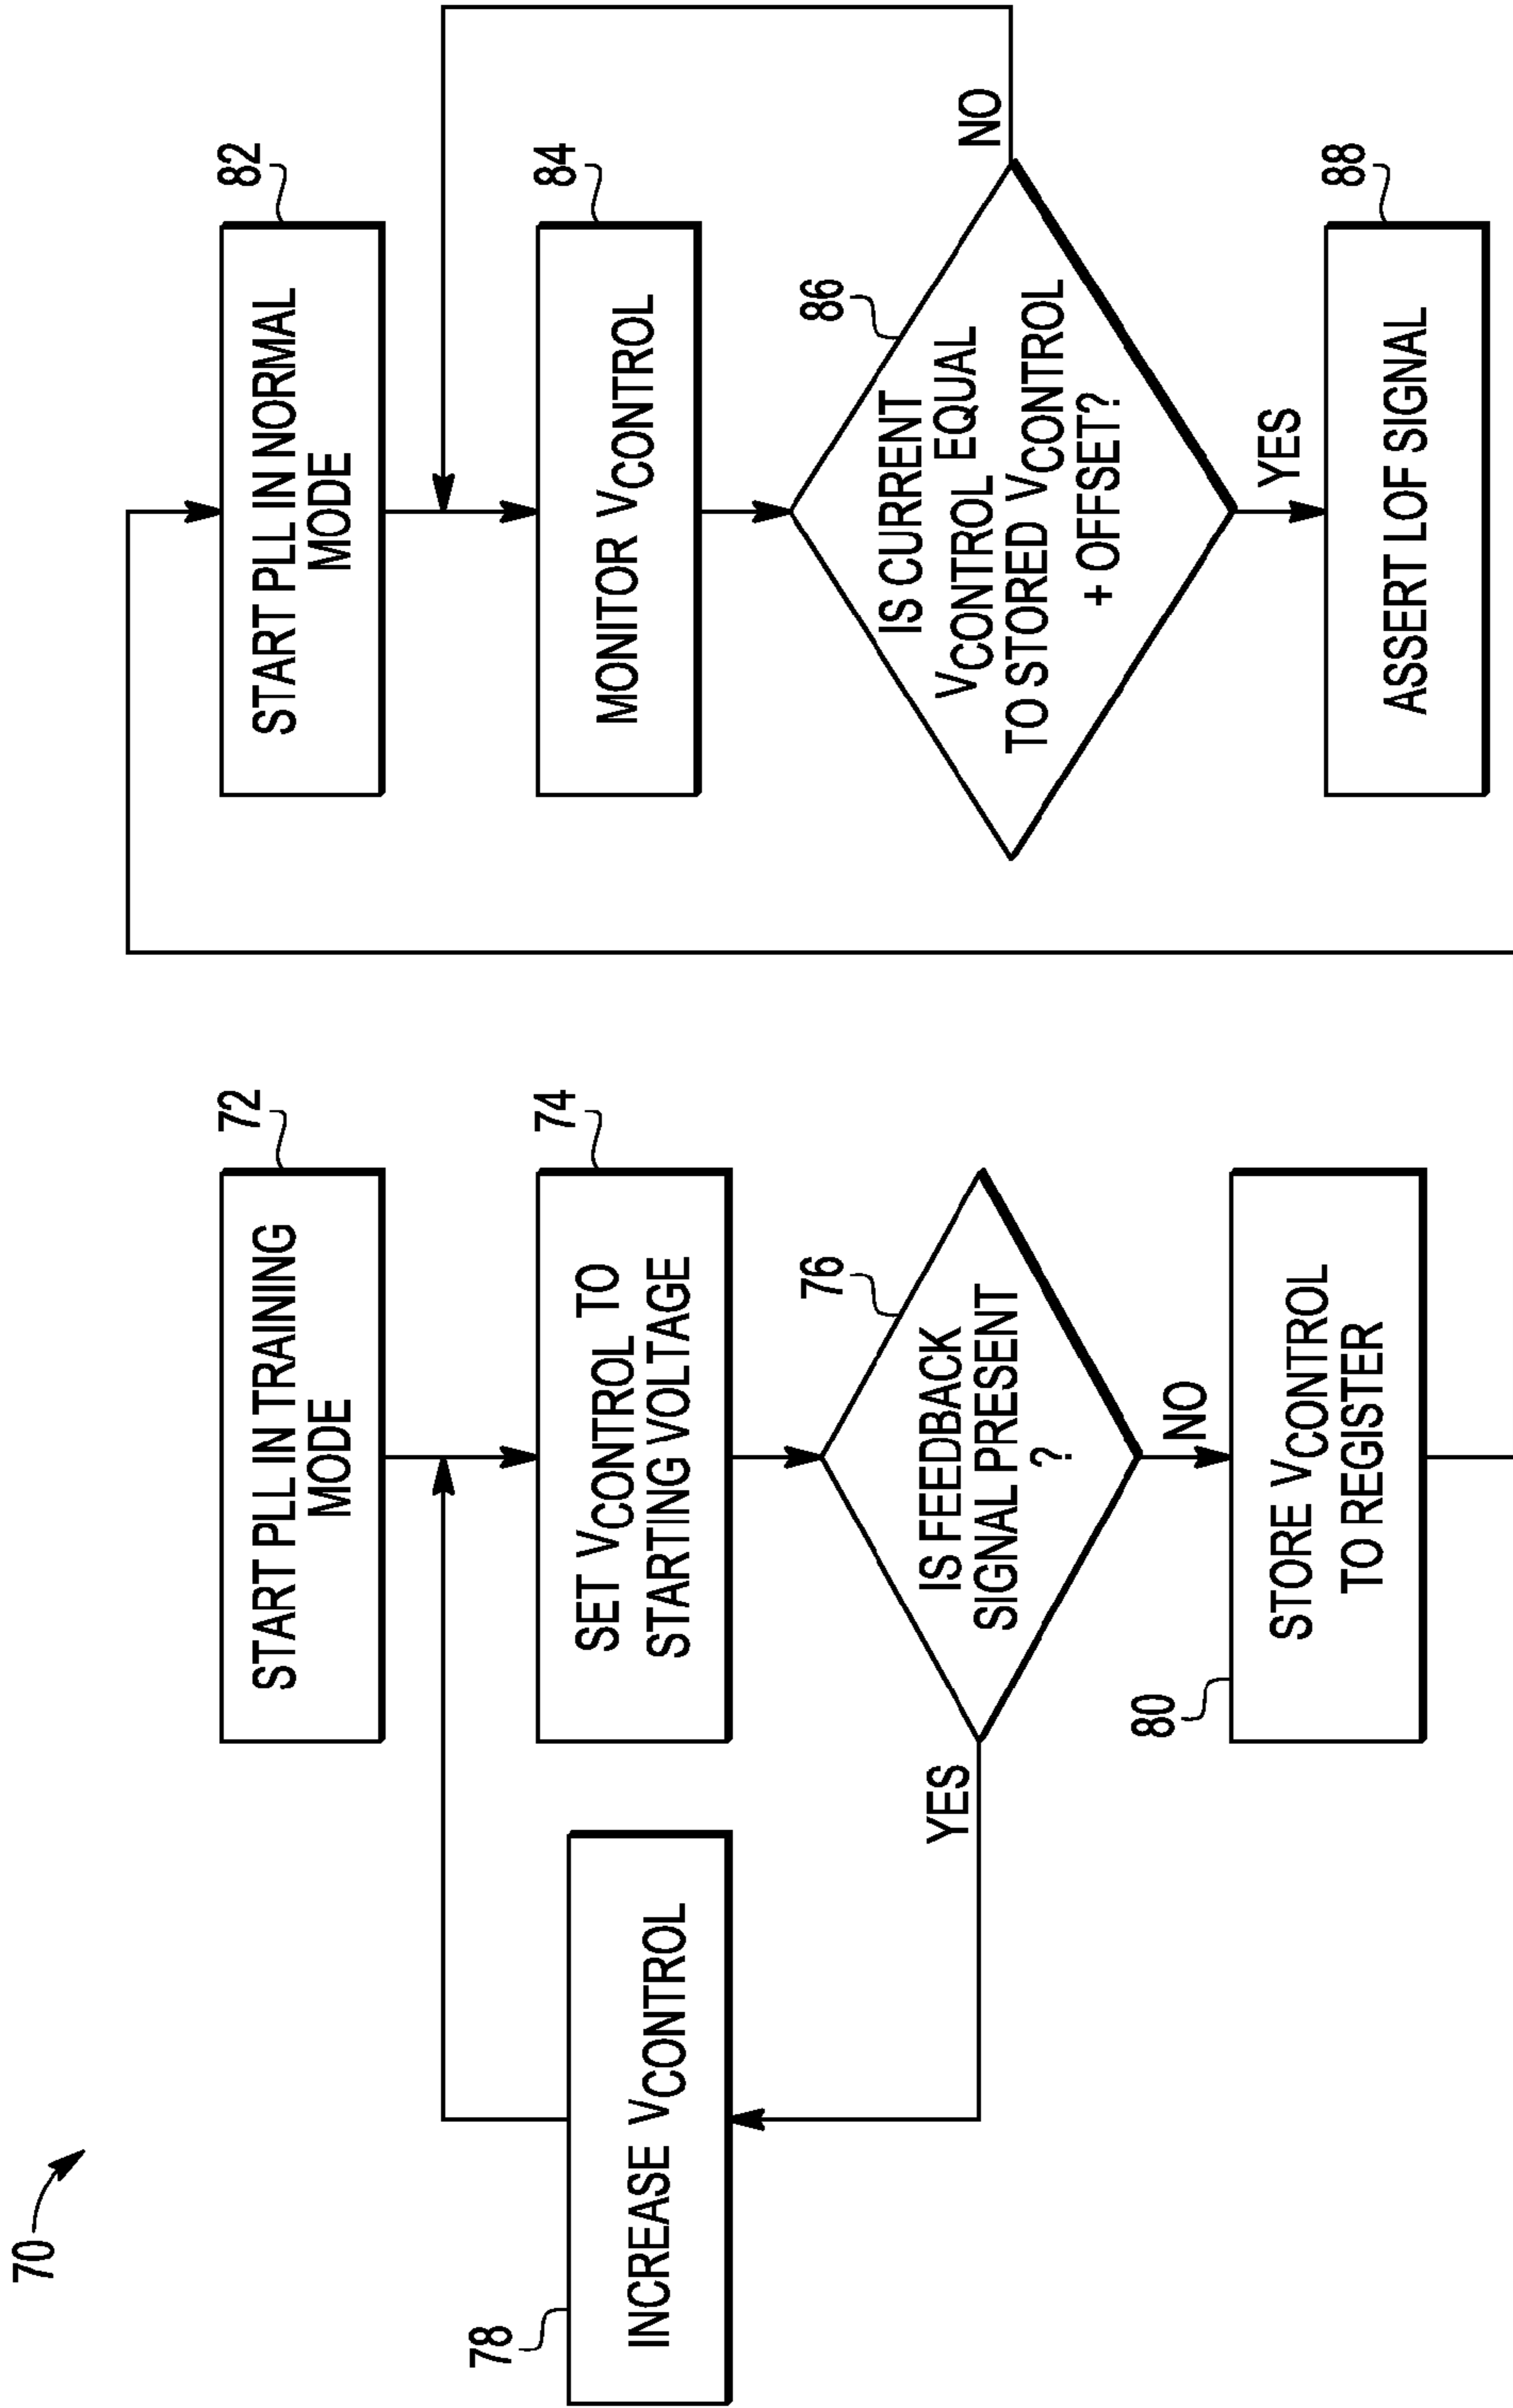 70
72
START PLL IN TRAINING
MODE
74
SET VCONTROL TO
STARTING VOLTAGE
76
IS FEEDBACK
SIGNAL PRESENT
?
YES
NO
78
INCREASE VCONTROL
80
STORE VCONTROL
TO REGISTER
82
START PLL IN NORMAL
MODE
84
MONITOR VCONTROL
86
IS CURRENT
VCONTROL EQUAL
TO STORED VCONTROL
+ OFFSET?
NO
YES
88
ASSERT LOF SIGNAL